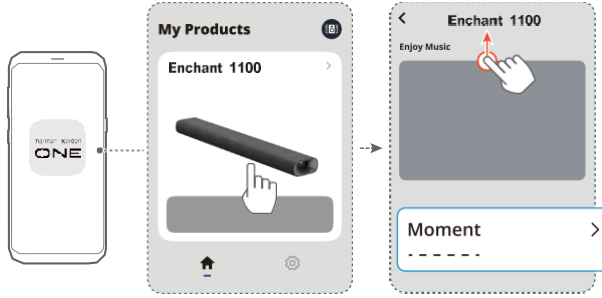 harman kardon
ONE
My Products
Enchant 1100
Enchant 1100
Enjoy Music
Moment